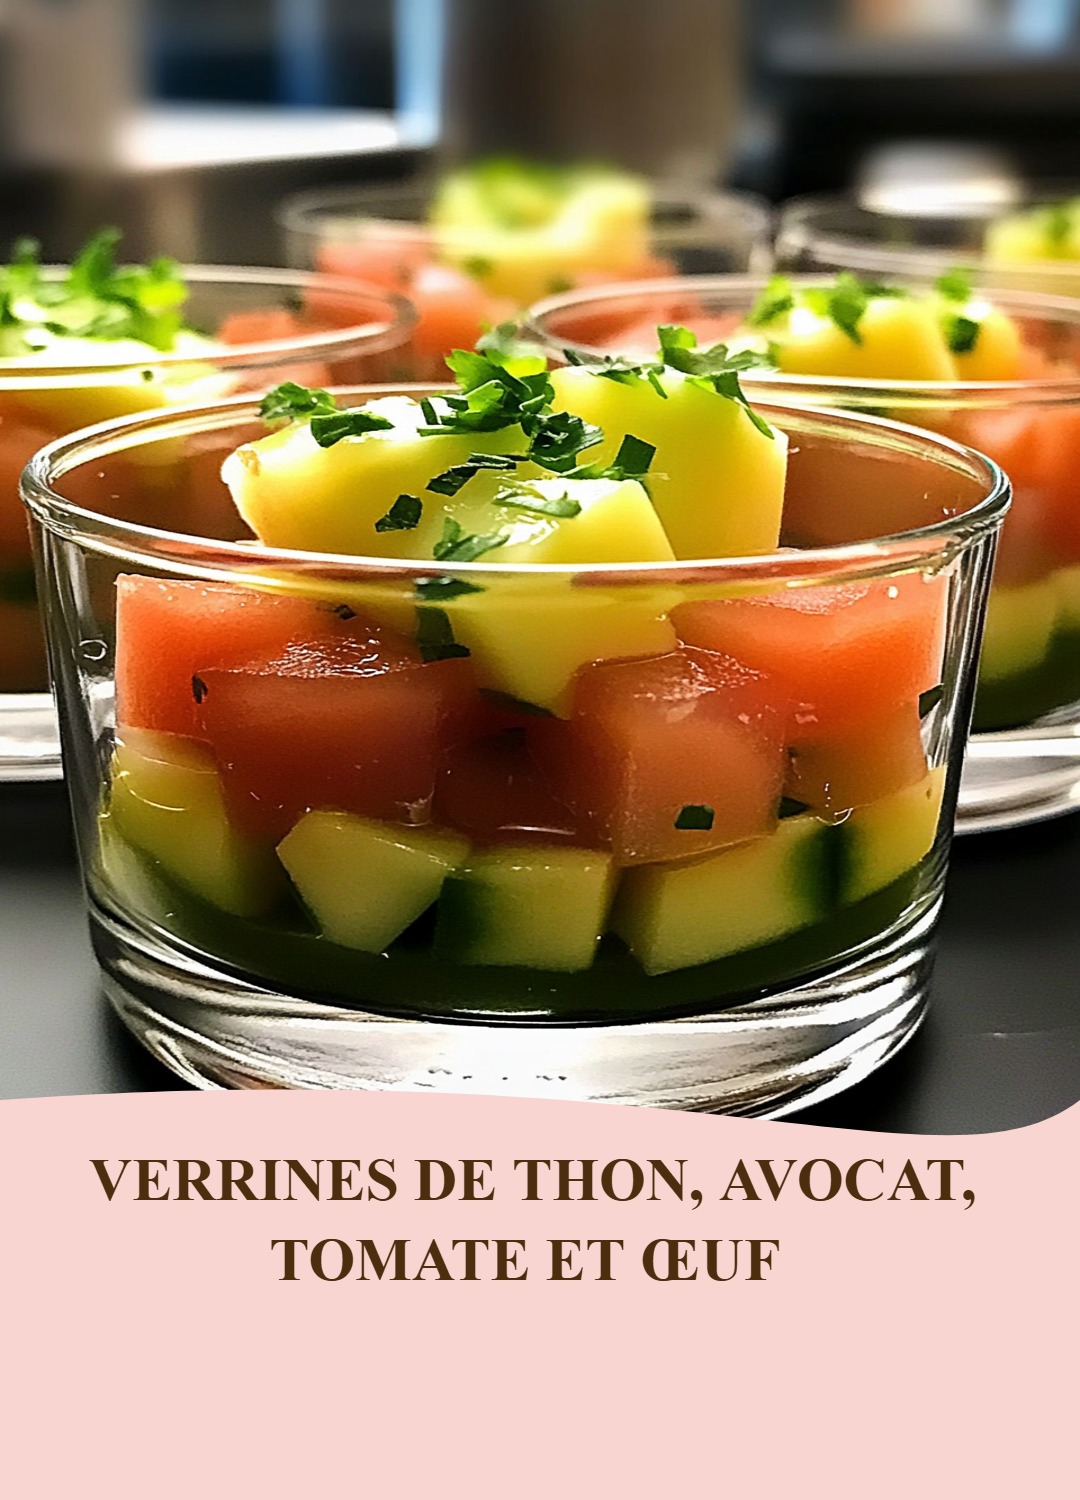 VERRINES DE THON, AVOCAT,
TOMATE ET ŒUF